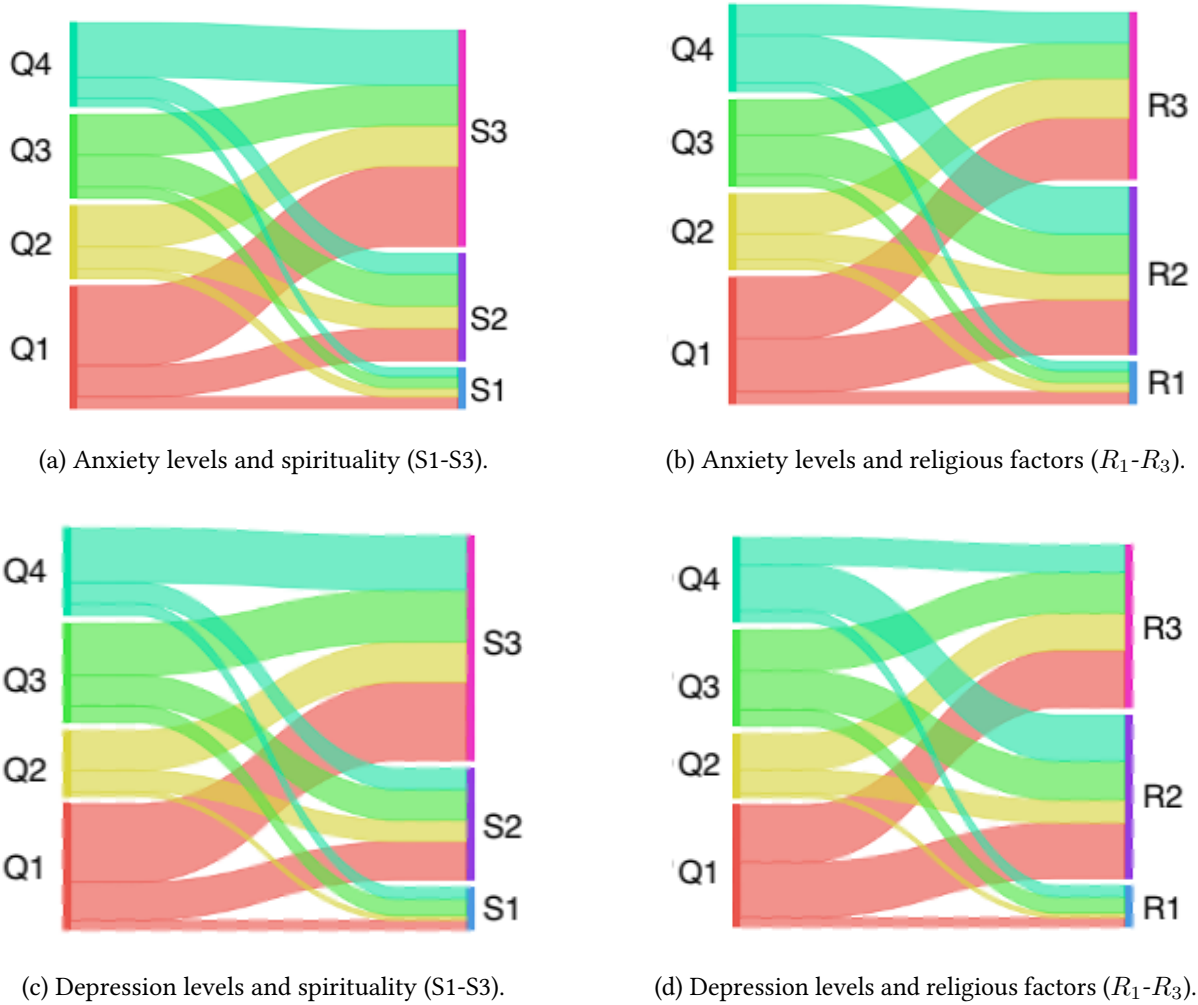 Q4
Q3
Q2
Q1
S3
S2
S1
(a) Anxiety levels and spirituality (S1-S3).
Q4
Q3
Q2
Q1
R3
R2
R1
(b) Anxiety levels and religious factors (R₁-R₃).
Q4
Q3
Q2
Q1
S3
S2
S1
(c) Depression levels and spirituality (S1-S3).
Q4
Q3
Q2
Q1
R3
R2
R1
(d) Depression levels and religious factors (R₁-R₃).